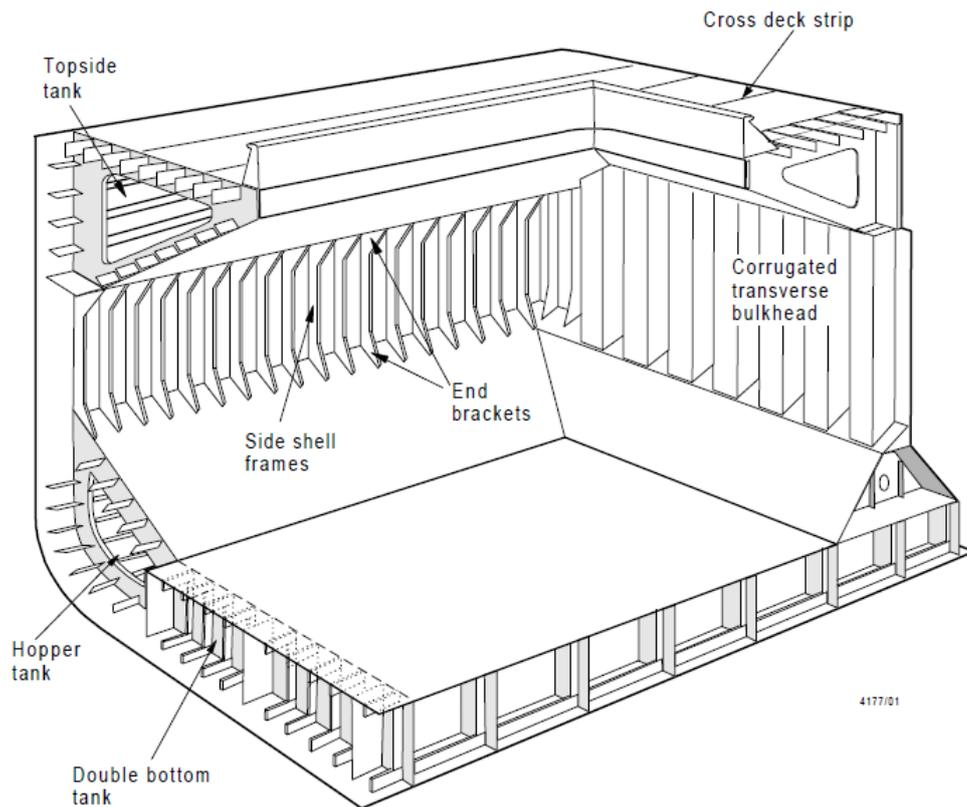 Cross deck strip
Topside
tank
Corrugated
transverse
bulkhead
End
brackets
Side shell
frames
Hopper
tank
4177/01
Double bottom
tank